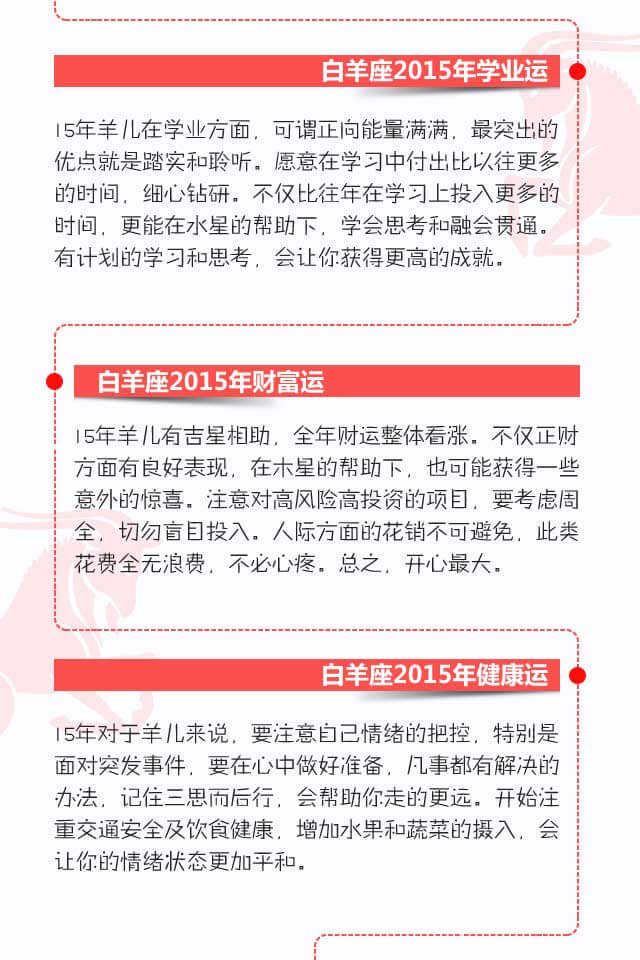 白羊座2015年学业运
15年羊儿在学业方面，可谓正向能量满满，最突出的
优点就是踏实和聆听。愿意在学习中付出比以往更多
的时间，细心钻研。不仅比往年在学习上投入更多的
时间，更能在水星的帮助下，学会思考和融会贯通。
有计划的学习和思考，会让你获得更高的成就。
白羊座2015年财富运
15年羊儿有吉星相助，全年财运整体看涨。不仅正财
方面有良好表现，在木星的帮助下，也可能获得一些
意外的惊喜。注意对高风险高投资的项目，要考虑周
全，切勿盲目投入。人际方面的花销不可避免，此类
花费全无浪费，不必心疼。总之，开心最大。
白羊座2015年健康运
15年对于羊儿来说，要注意自己情绪的把控，特别是
面对突发事件，要在心中做好准备，凡事都有解决的
办法，记住三思而后行，会帮助你走的更远。开始注
重交通安全及饮食健康，增加水果和蔬菜的摄入，会
让你的情绪状态更加平和。